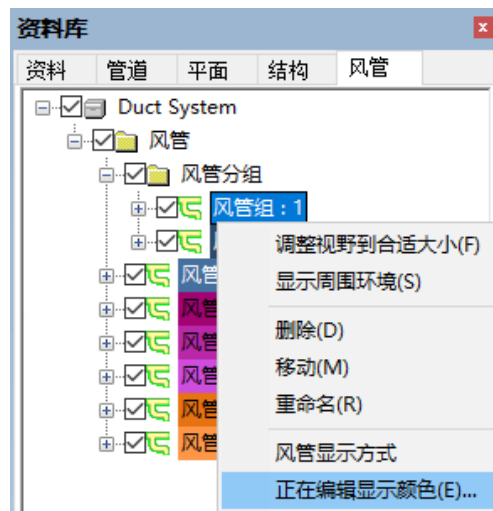 资料库
资料 管道 平面 结构 风管
Duct System
风管
风管分组
风管组：1
调整视野到合适大小(F)
显示周围环境(S)
风管
风管
删除(D)
风管
移动(M)
风管
重命名(R)
风管
风管
风管显示方式
正在编辑显示颜色(E)...